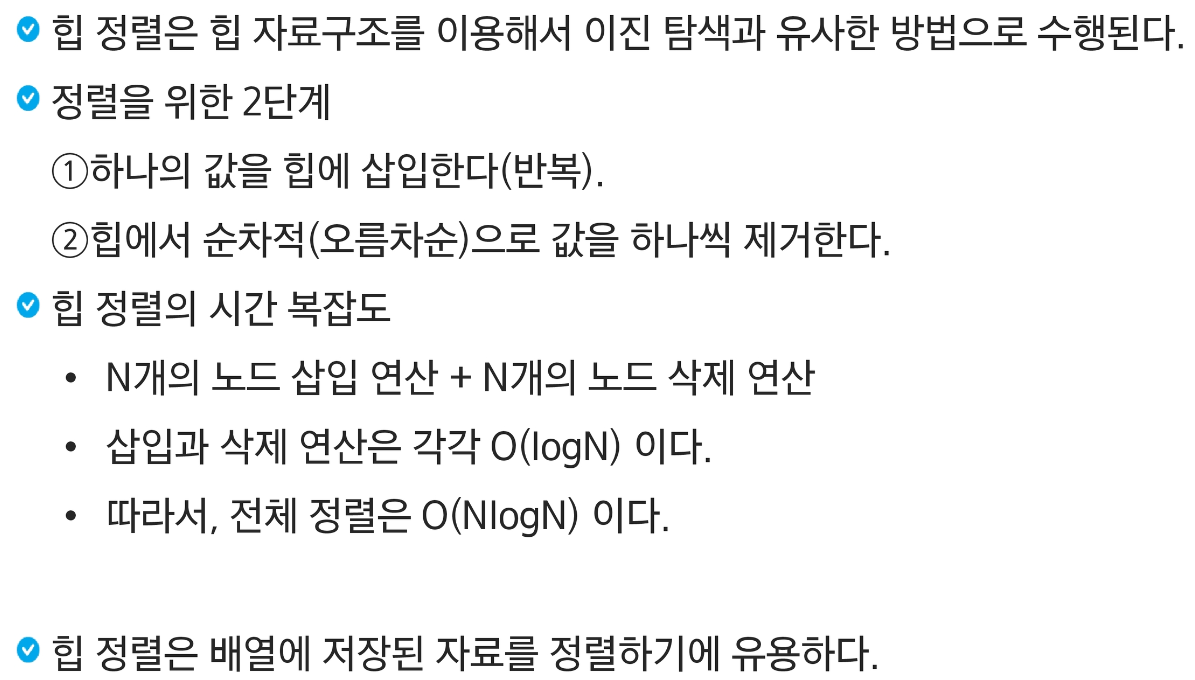 힙 정렬은 힙 자료구조를 이용해서 이진 탐색과 유사한 방법으로 수행된다.
정렬을 위한 2단계
①하나의 값을 힙에 삽입한다(반복).
②힙에서 순차적(오름차순)으로 값을 하나씩 제거한다.
힙 정렬의 시간 복잡도
• N개의 노드 삽입 연산 + N개의 노드 삭제 연산
• 삽입과 삭제 연산은 각각 O(logN) 이다.
• 따라서, 전체 정렬은 O(NlogN) 이다.
힙 정렬은 배열에 저장된 자료를 정렬하기에 유용하다.